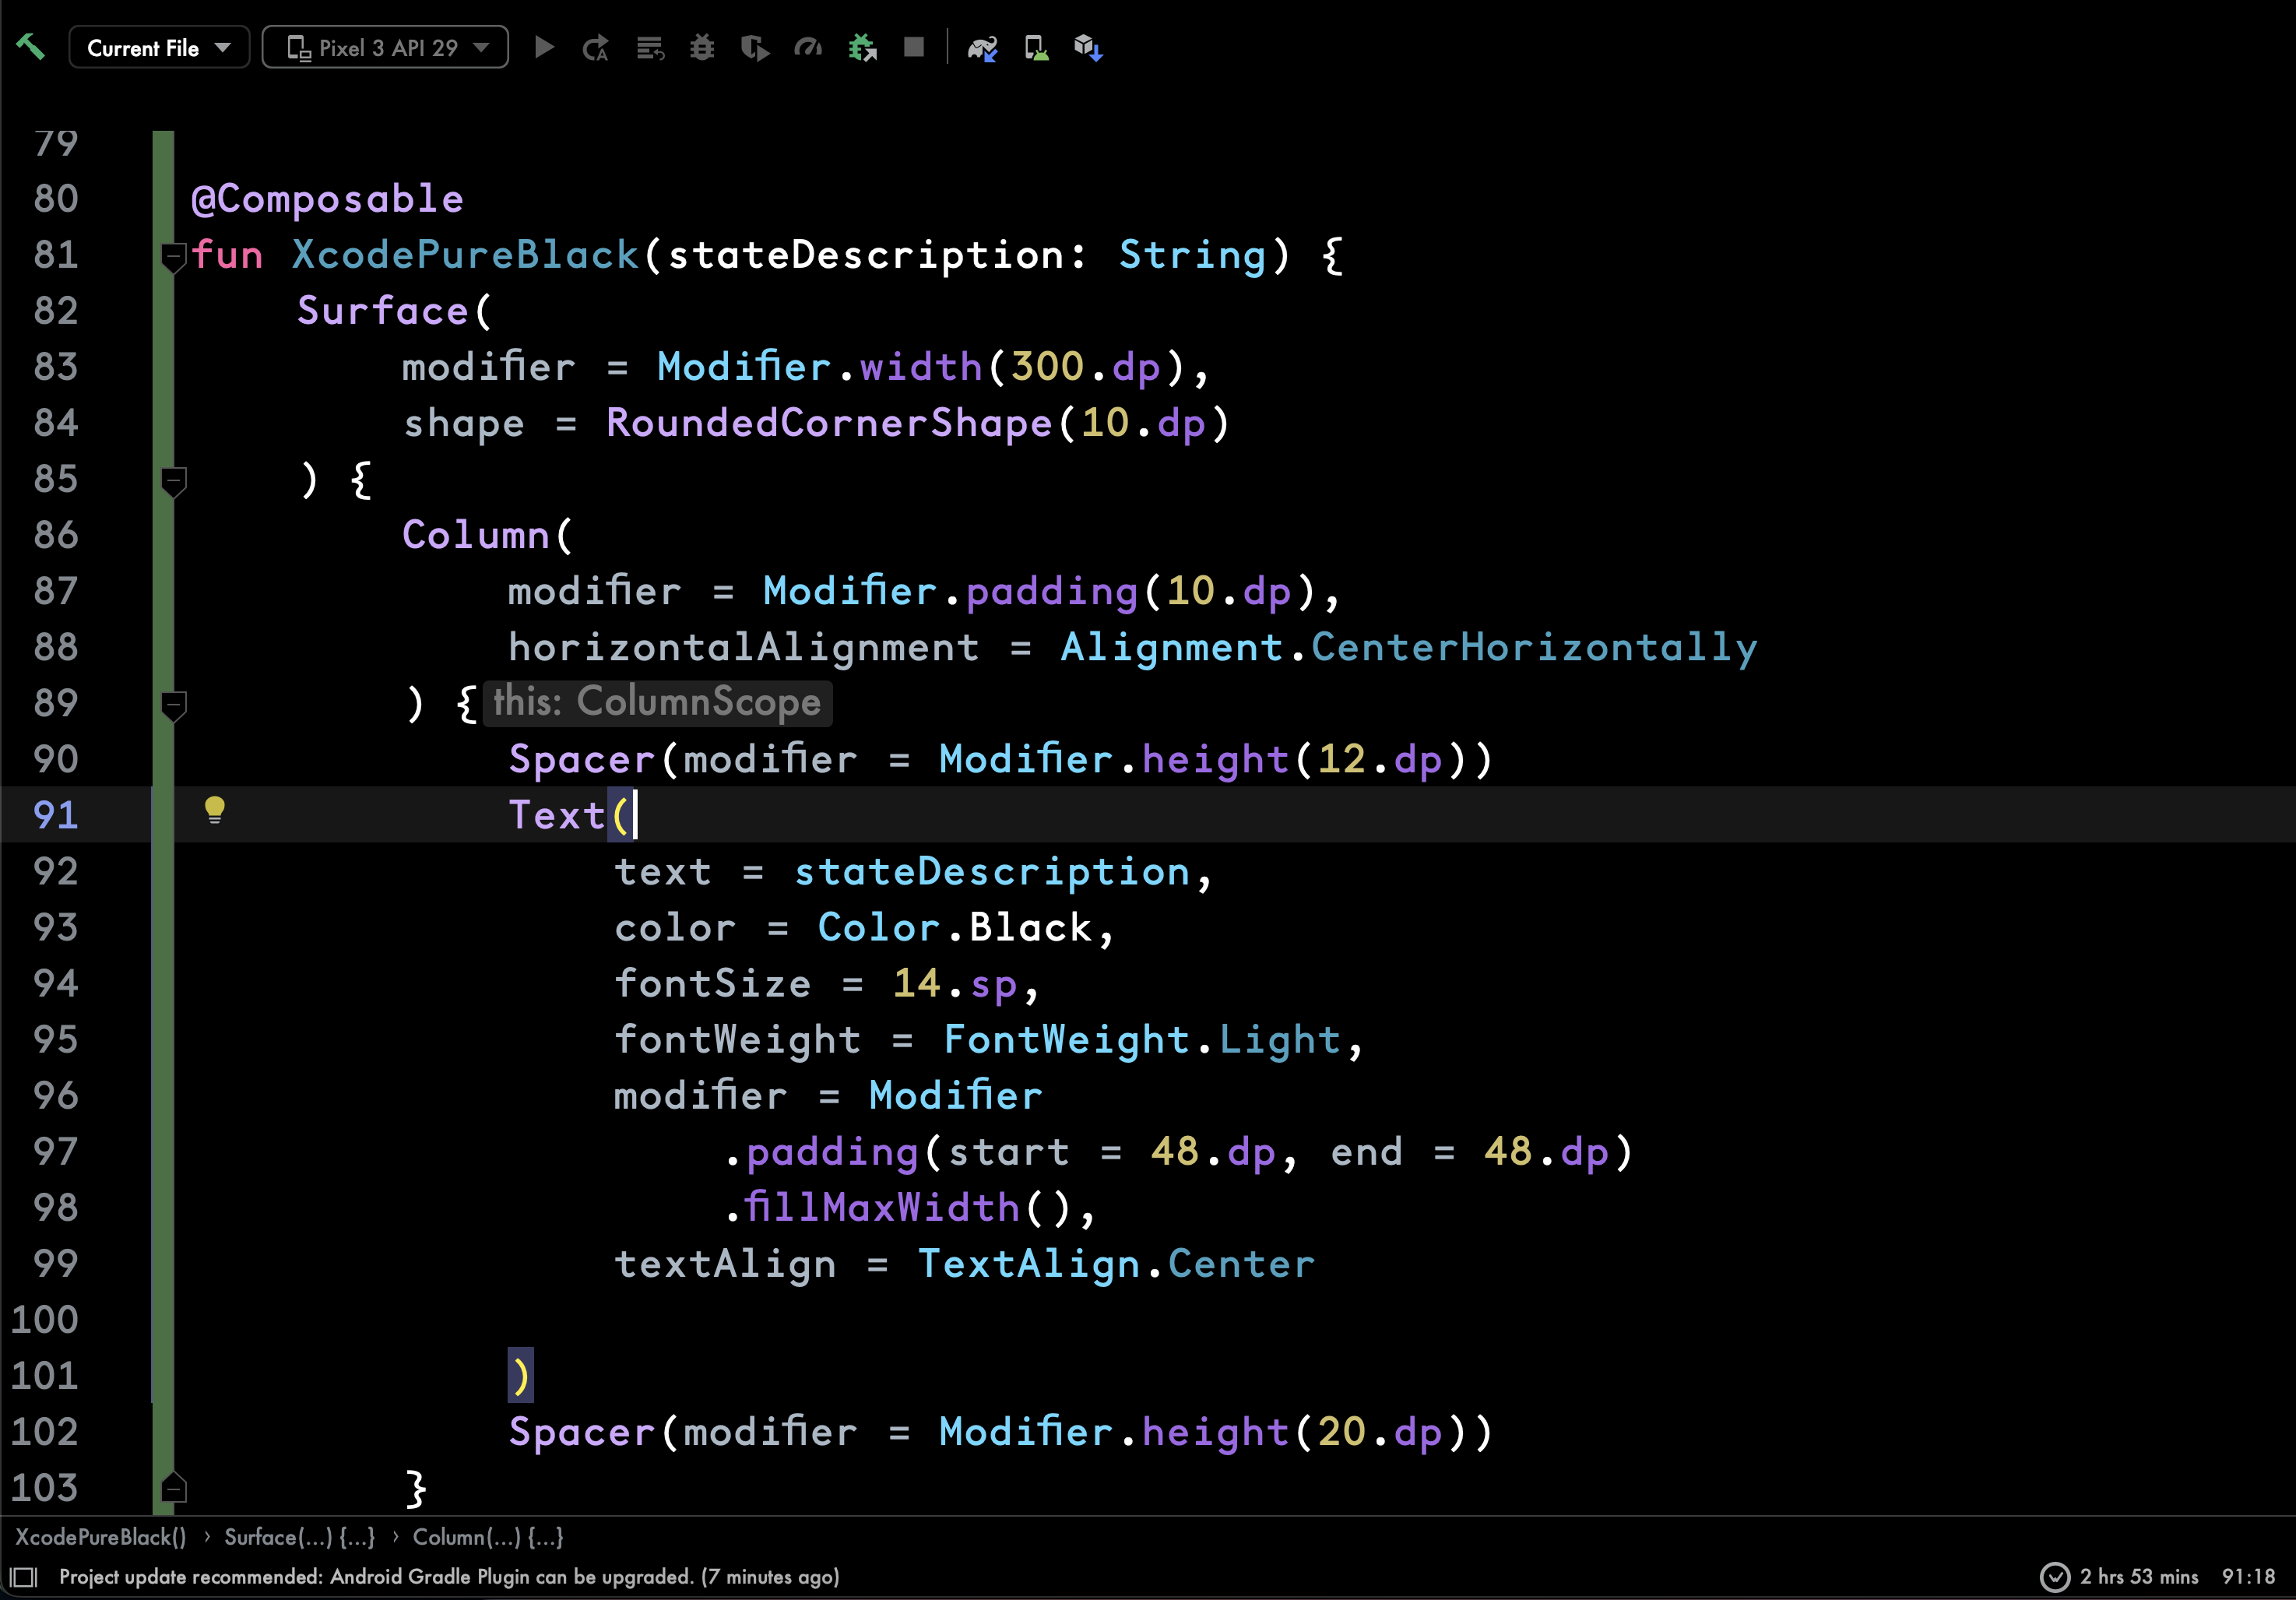 Current File
Pixel 3 API 29
79
80 @Composable
81 fun XcodePureBlack(stateDescription: String) {
82 Surface(
83 modifier = Modifier.width(300.dp),
84 shape = RoundedCornerShape(10.dp)
85 ) {
86 Column(
87 modifier = Modifier.padding(10.dp),
88 horizontalAlignment = Alignment.CenterHorizontally
89 ) { this: ColumnScope
90 Spacer(modifier = Modifier.height(12.dp))
91 Text(
92 text = stateDescription,
93 color = Color.Black,
94 fontSize = 14.sp,
95 fontWeight = FontWeight.Light,
96 modifier = Modifier
97 .padding(start = 48.dp, end = 48.dp)
98 .fillMaxWidth(),
99 textAlign = TextAlign.Center
100
101 )
102 Spacer(modifier = Modifier.height(20.dp))
103 }
XcodePureBlack() › Surface(...) {...} › Column(...) {...}
Project update recommended: Android Gradle Plugin can be upgraded. (7 minutes ago)
2 hrs 53 mins 91:18